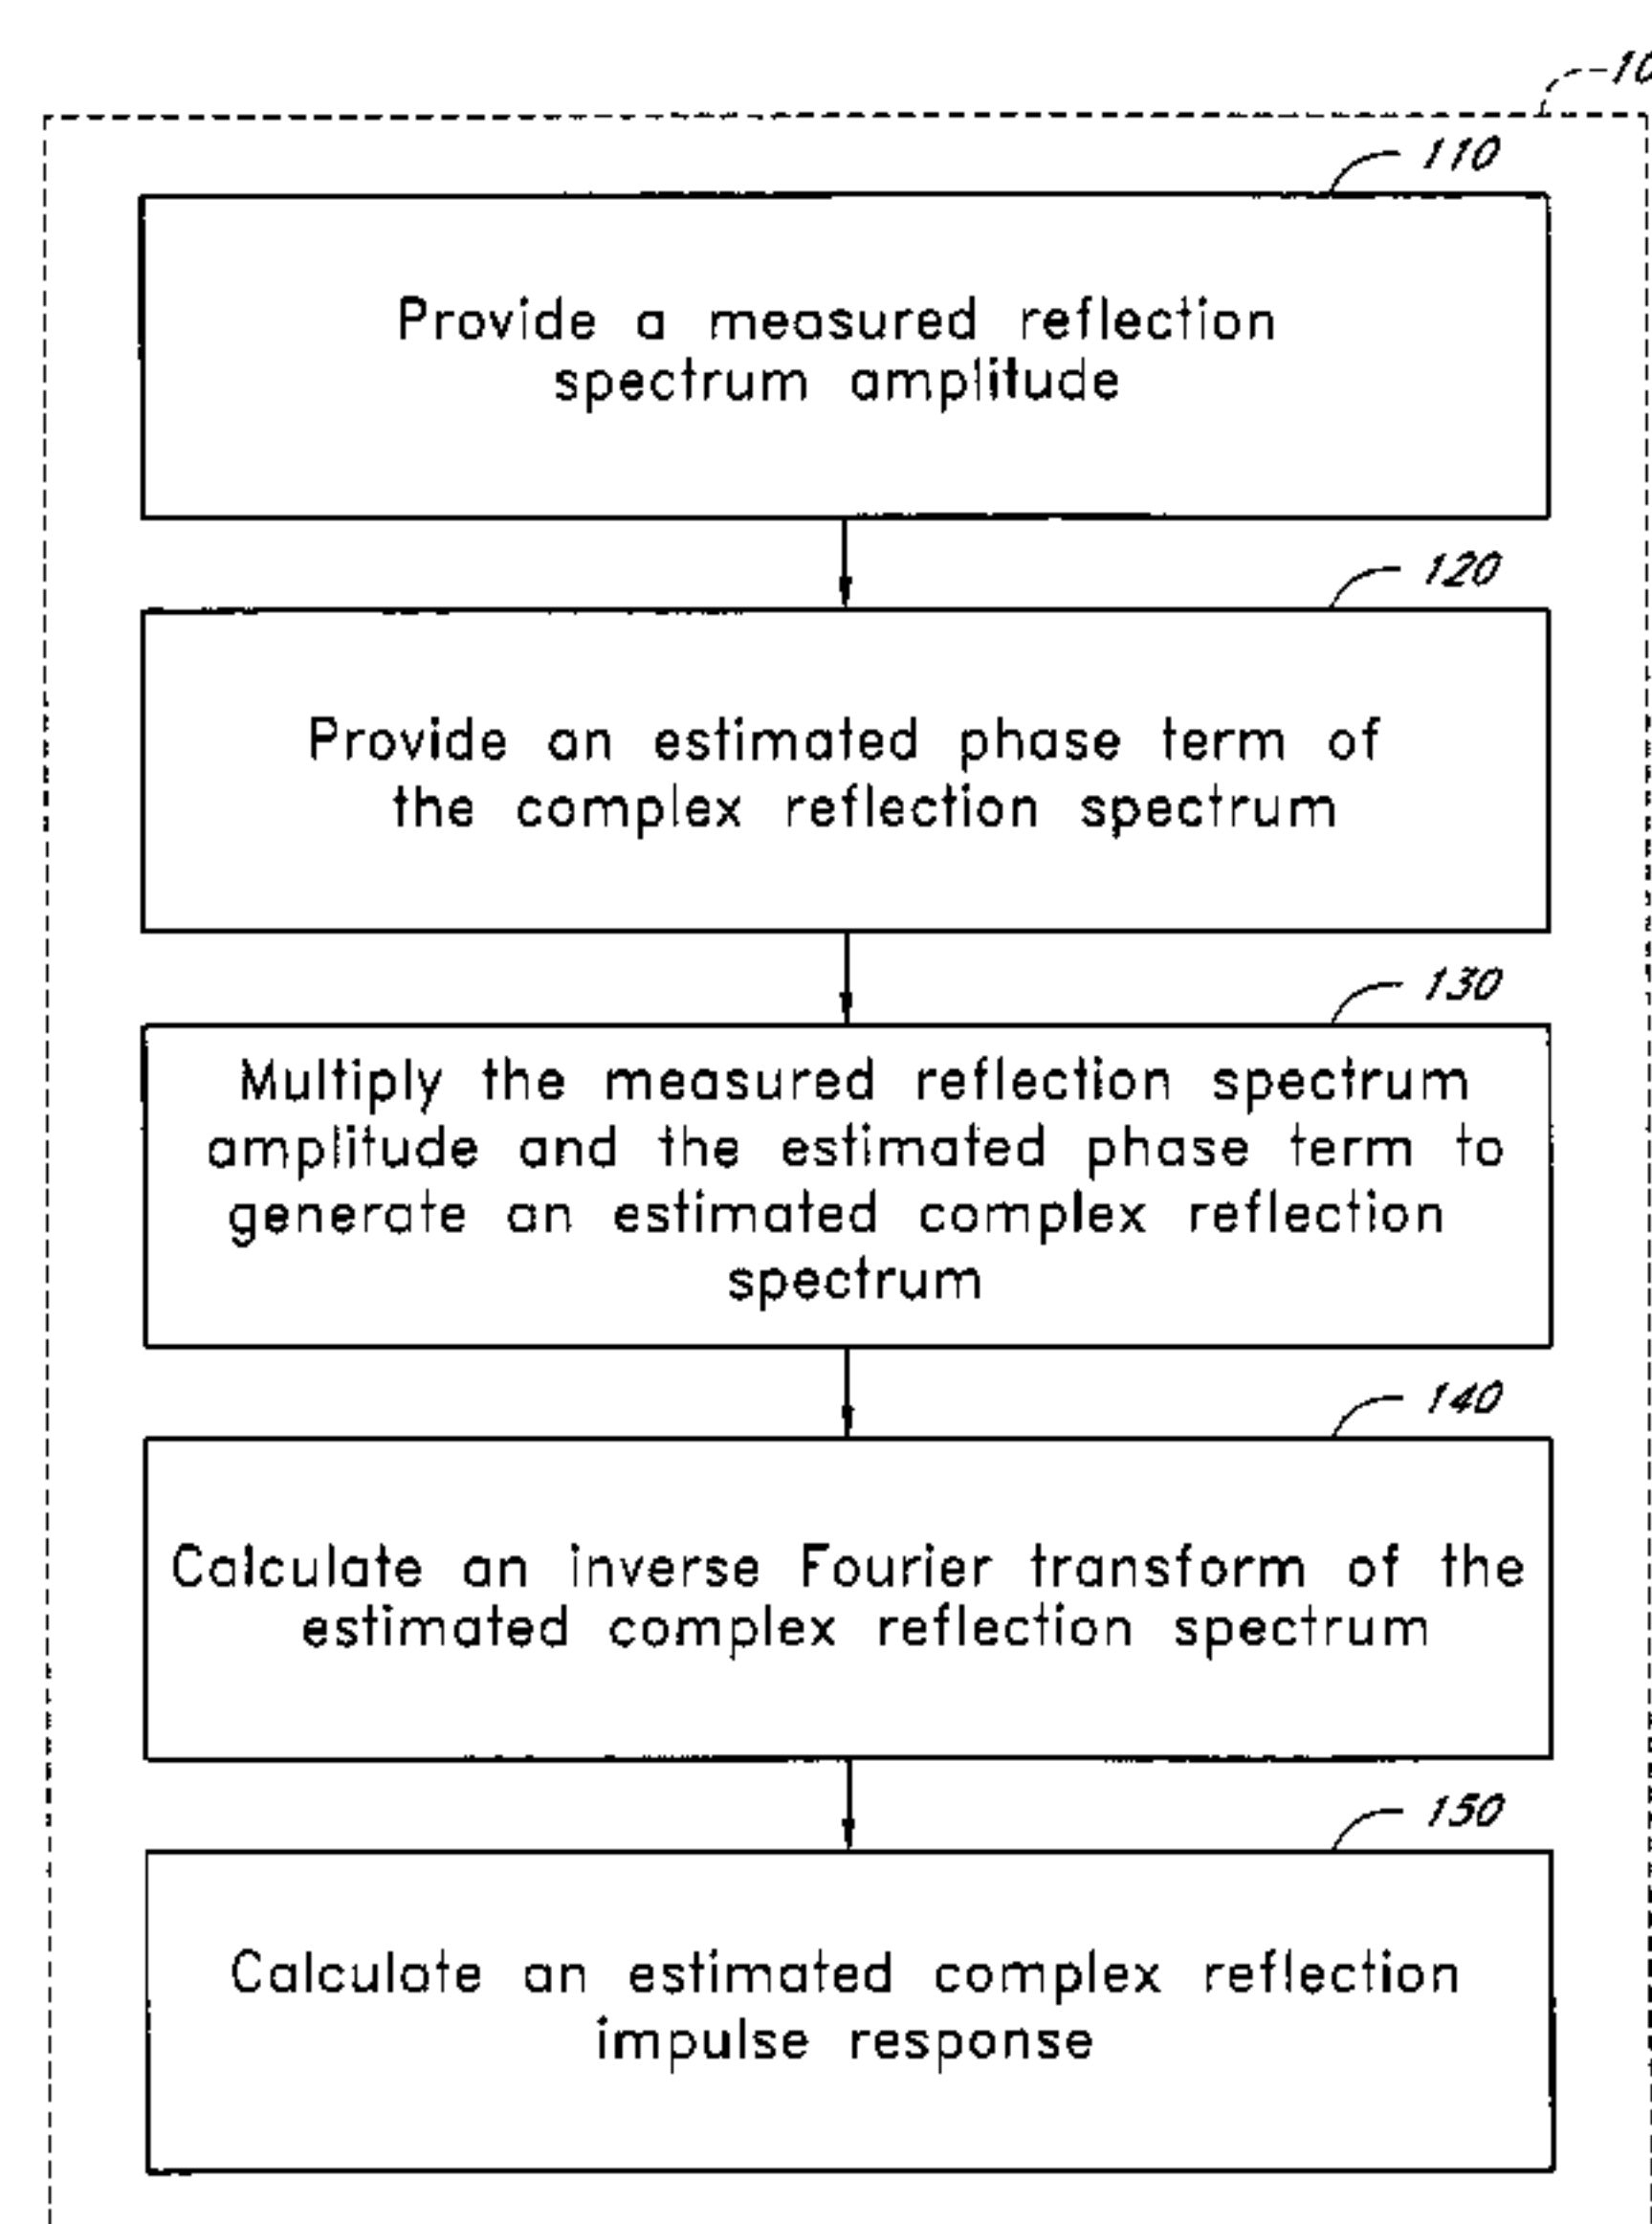 110
Provide a measured reflection
spectrum amplitude
120
Provide an estimated phase term of
the complex reflection spectrum
130
Multiply the measured reflection spectrum
amplitude and the estimated phase term to
generate an estimated complex reflection
spectrum
140
Calculate an inverse Fourier transform of the
estimated complex reflection spectrum
150
Calculate an estimated complex reflection
impulse response